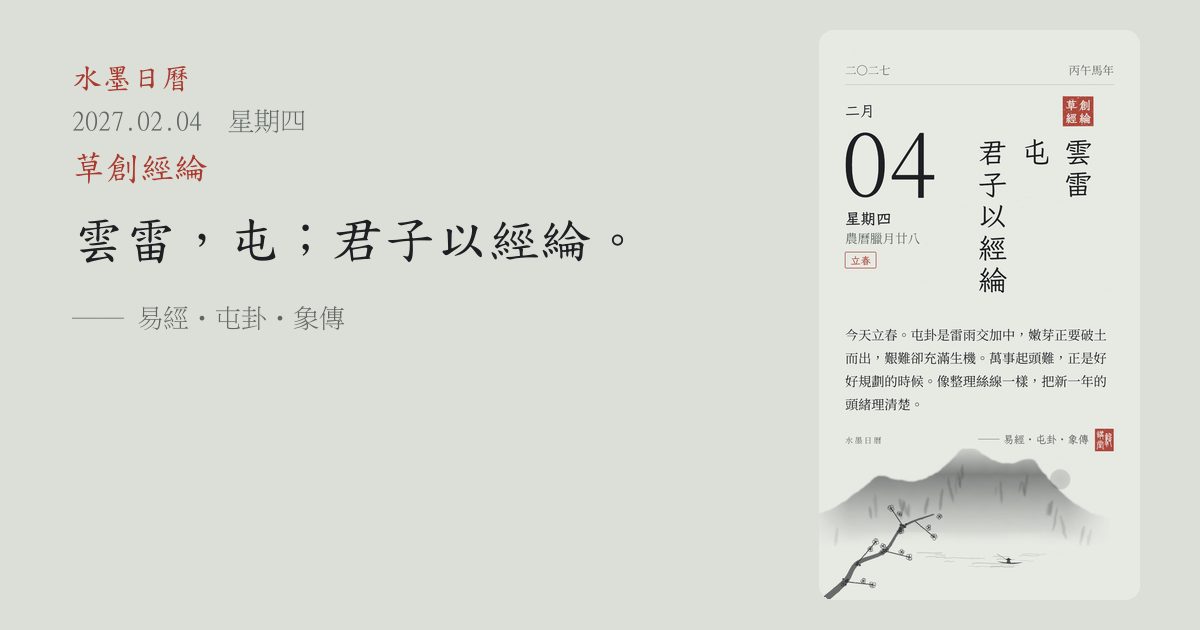 水墨日曆
2027.02.04 星期四
草創經綸
雲雷，屯；君子以經綸。
—— 易經・屯卦・象傳
二〇二七
丙午馬年
二月
04
星期四
農曆臘月廿八
立春
草創經綸
雲雷
屯
君子以經綸
今天立春。屯卦是雷雨交加中，嫩芽正要破土
而出，艱難卻充滿生機。萬事起頭難，正是好
好規劃的時候。像整理絲線一樣，把新一年的
頭緒理清楚。
水墨日曆
—— 易經・屯卦・象傳